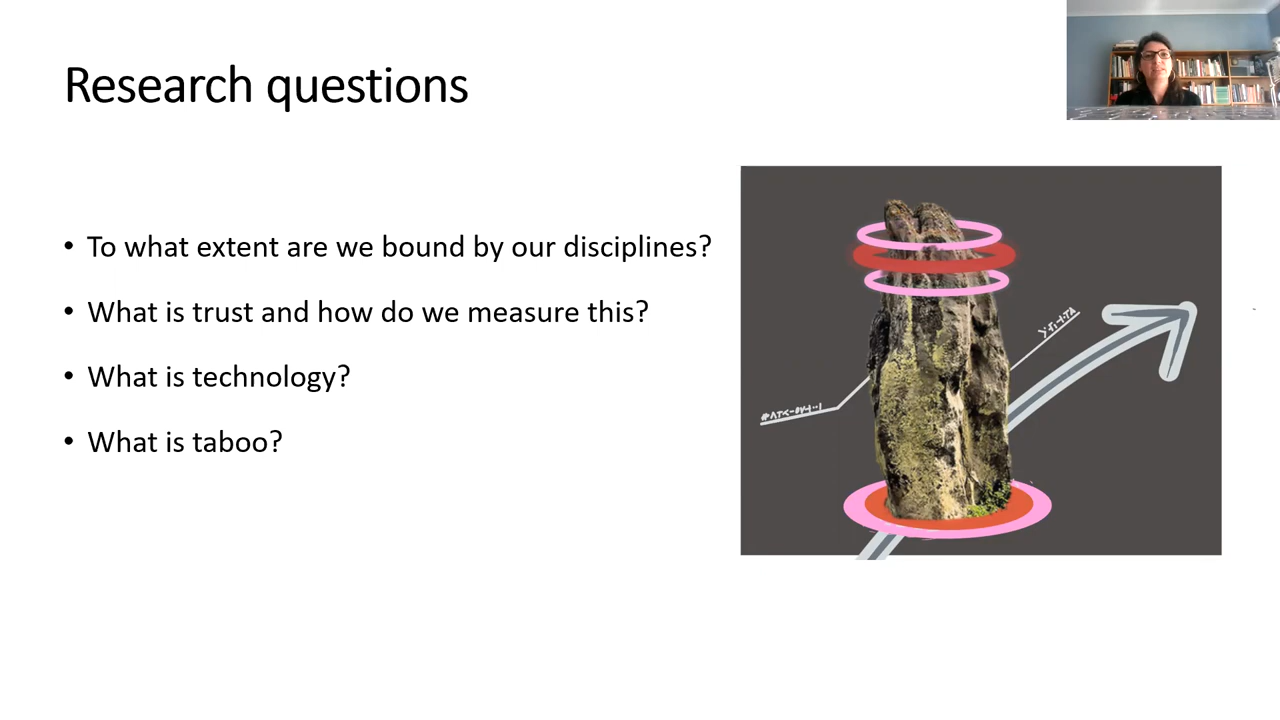 Research questions
• To what extent are we bound by our disciplines?
• What is trust and how do we measure this?
• What is technology?
• What is taboo?